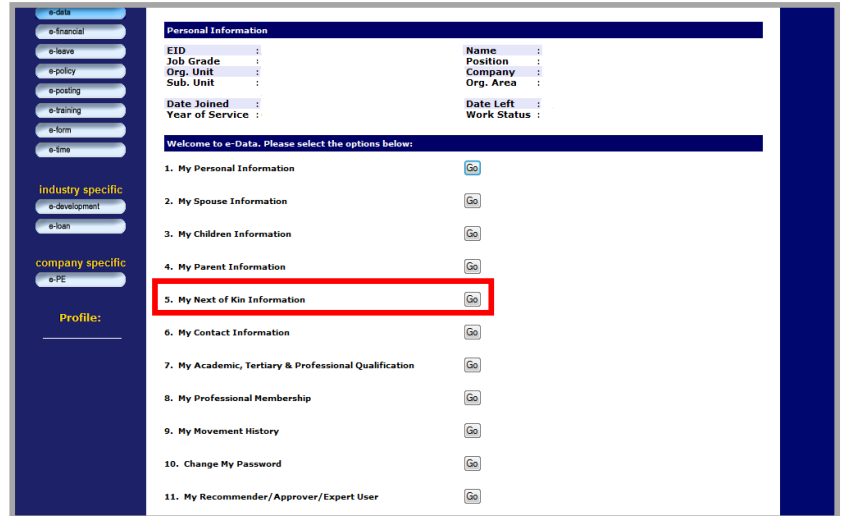 e-data
e-financial
e-leave
e-policy
e-posting
e-training
e-form
e-time
industry specific
e-development
e-loan
company specific
e-PE
Profile:
Personal Information
EID : Name :
Job Grade : Position :
Org. Unit : Company :
Sub. Unit : Org. Area :
Date Joined : Date Left :
Year of Service : Work Status :
Welcome to e-Data. Please select the options below:
1. My Personal Information Go
2. My Spouse Information Go
3. My Children Information Go
4. My Parent Information Go
5. My Next of Kin Information Go
6. My Contact Information Go
7. My Academic, Tertiary & Professional Qualification Go
8. My Professional Membership Go
9. My Movement History Go
10. Change My Password Go
11. My Recommender/Approver/Expert User Go